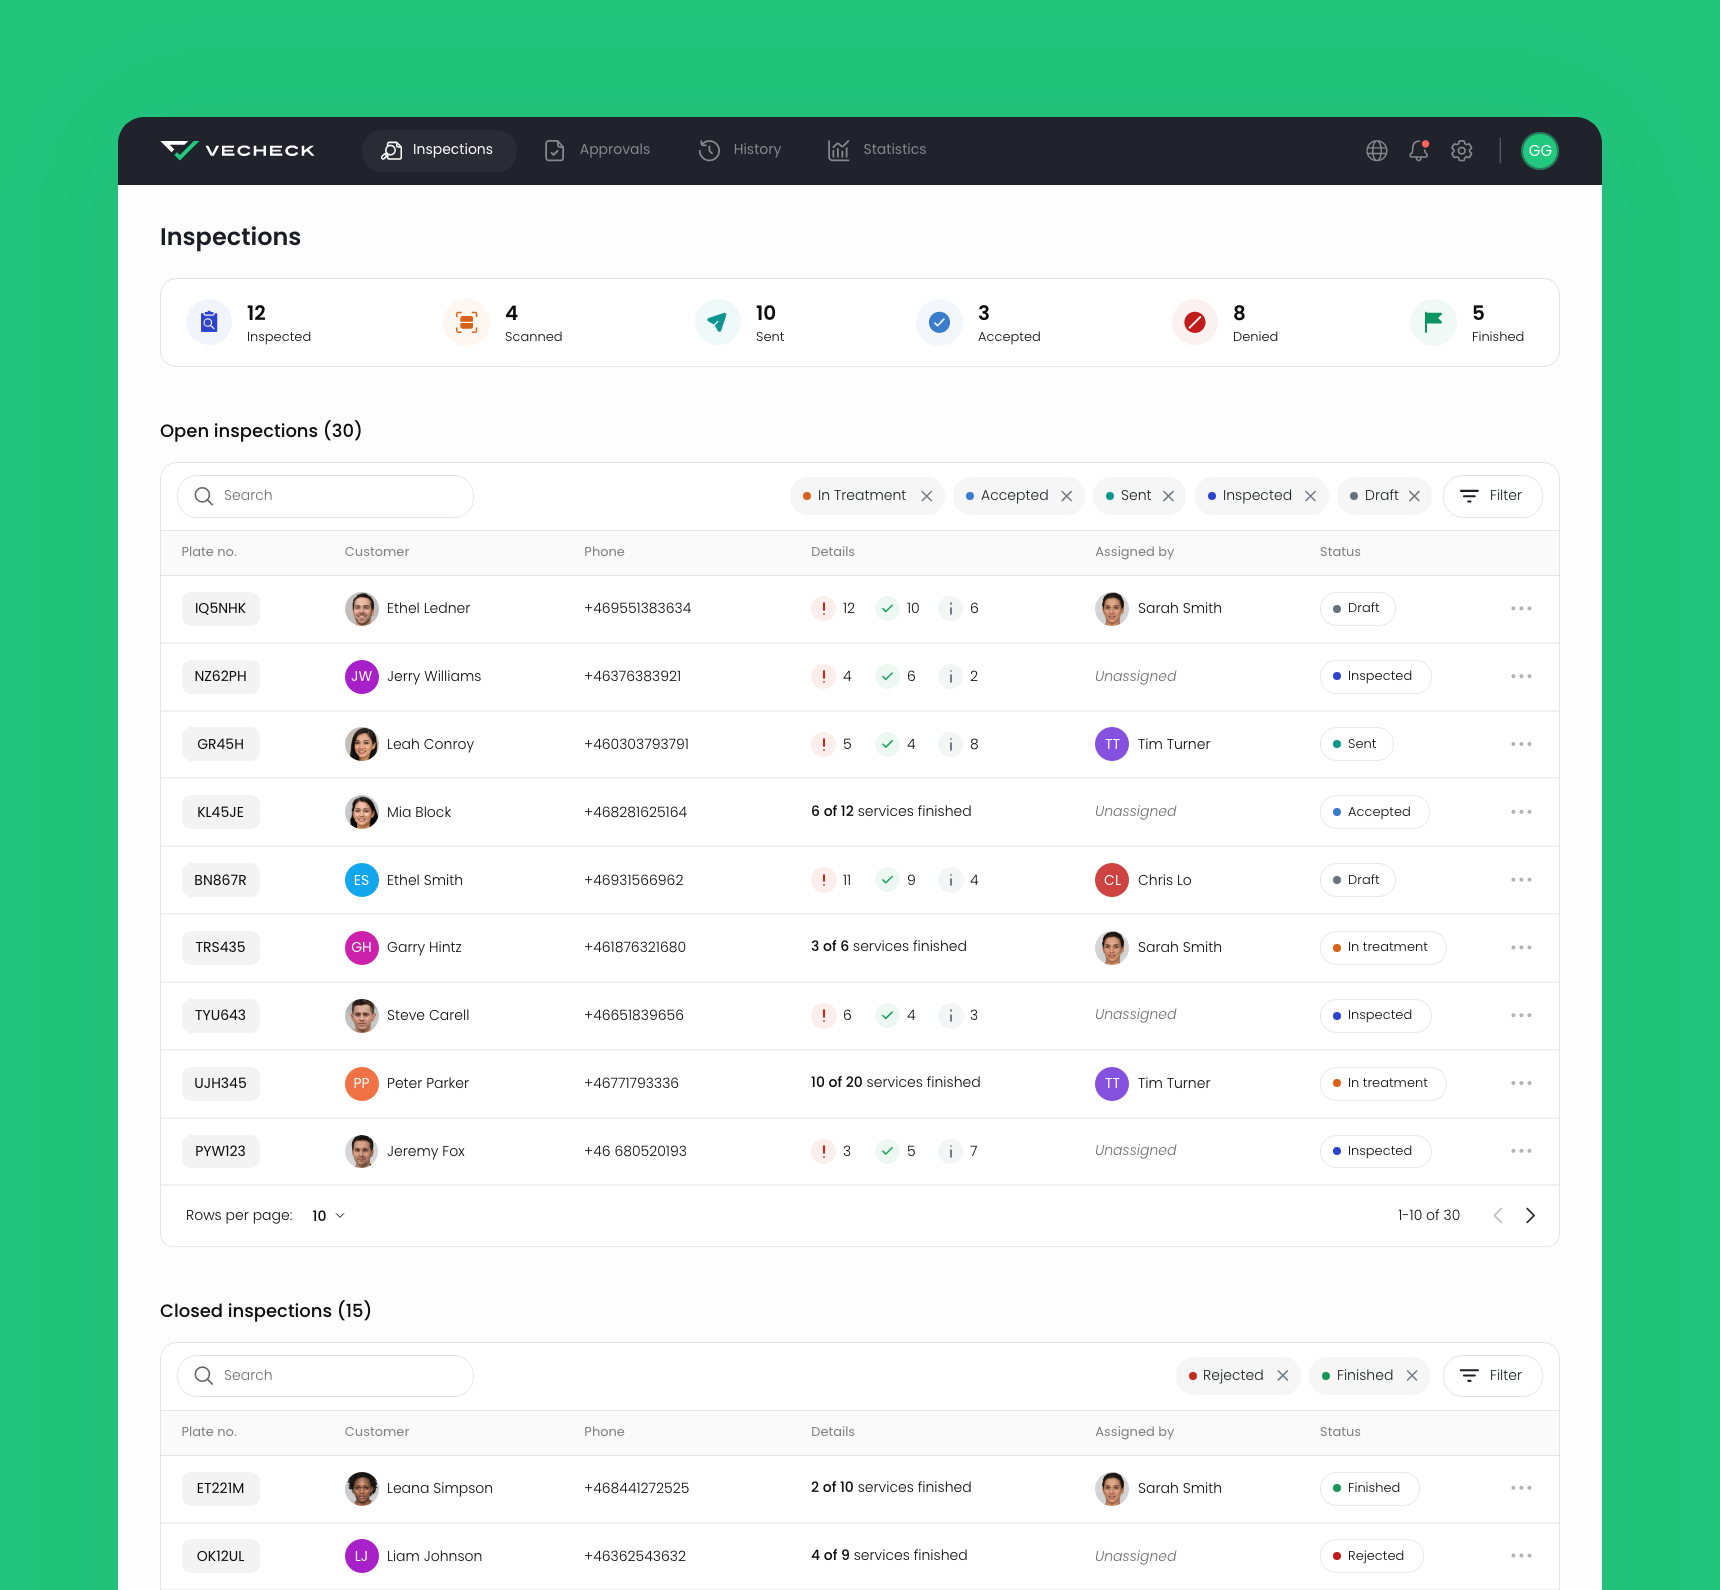 VECHECK Inspections Approvals History Statistics GG
Inspections
12 4 10 3 8 5
Inspected Scanned Sent Accepted Denied Finished
Open inspections (30)
Search In Treatment Accepted Sent Inspected Draft Filter
Plate no. Customer Phone Details Assigned by Status
IQ5NHK Ethel Ledner +469551383634 12 10 6 Sarah Smith Draft
NZ62PH JW Jerry Williams +46376383921 4 6 2 Unassigned Inspected
GR45H Leah Conroy +460303793791 5 4 8 TT Tim Turner Sent
KL45JE Mia Block +468281625164 6 of 12 services finished Unassigned Accepted
BN867R ES Ethel Smith +46931566962 11 9 4 CL Chris Lo Draft
TRS435 GH Garry Hintz +461876321680 3 of 6 services finished Sarah Smith In treatment
TYU643 Steve Carell +46651839656 6 4 3 Unassigned Inspected
UJH345 PP Peter Parker +46771793336 10 of 20 services finished TT Tim Turner In treatment
PYW123 Jeremy Fox +46 680520193 3 5 7 Unassigned Inspected
Rows per page: 10 1-10 of 30
Closed inspections (15)
Search Rejected Finished Filter
Plate no. Customer Phone Details Assigned by Status
ET221M Leana Simpson +468441272525 2 of 10 services finished Sarah Smith Finished
OK12UL LJ Liam Johnson +46362543632 4 of 9 services finished Unassigned Rejected